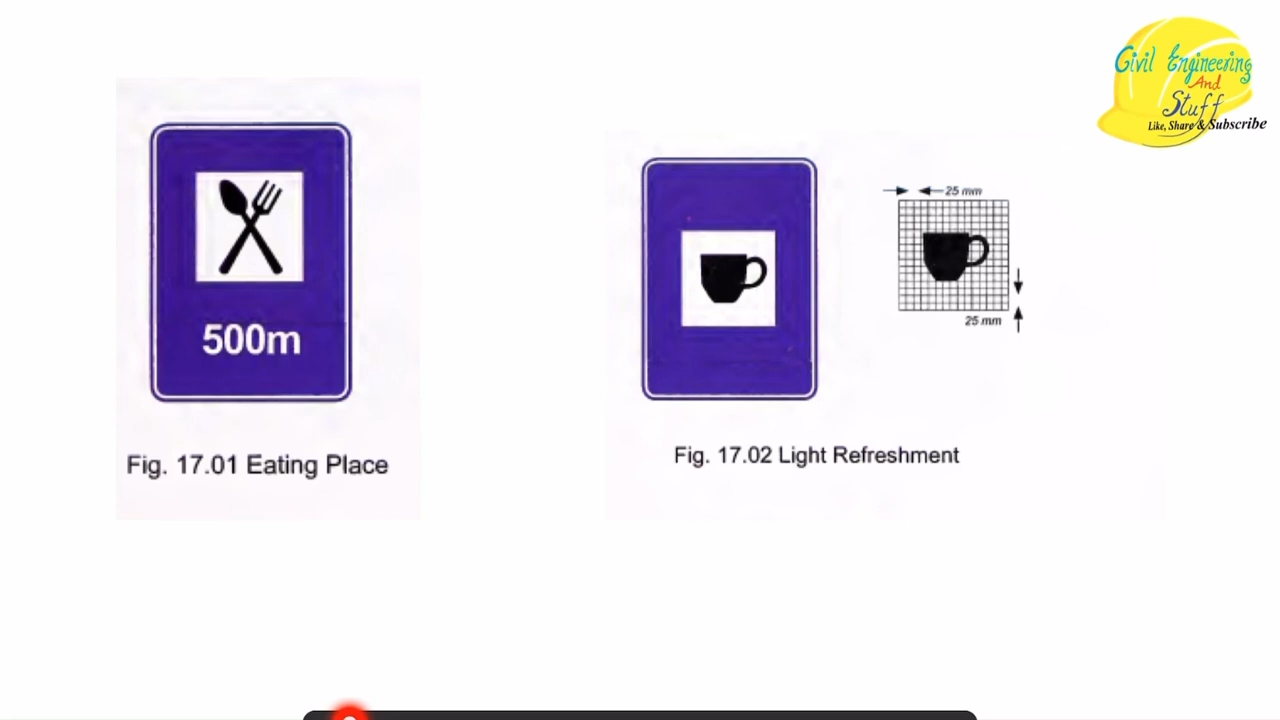 500m
Fig. 17.01 Eating Place
25 mm
25 mm
Fig. 17.02 Light Refreshment
Civil Engineering
And
Stuff
Like, Share & Subscribe